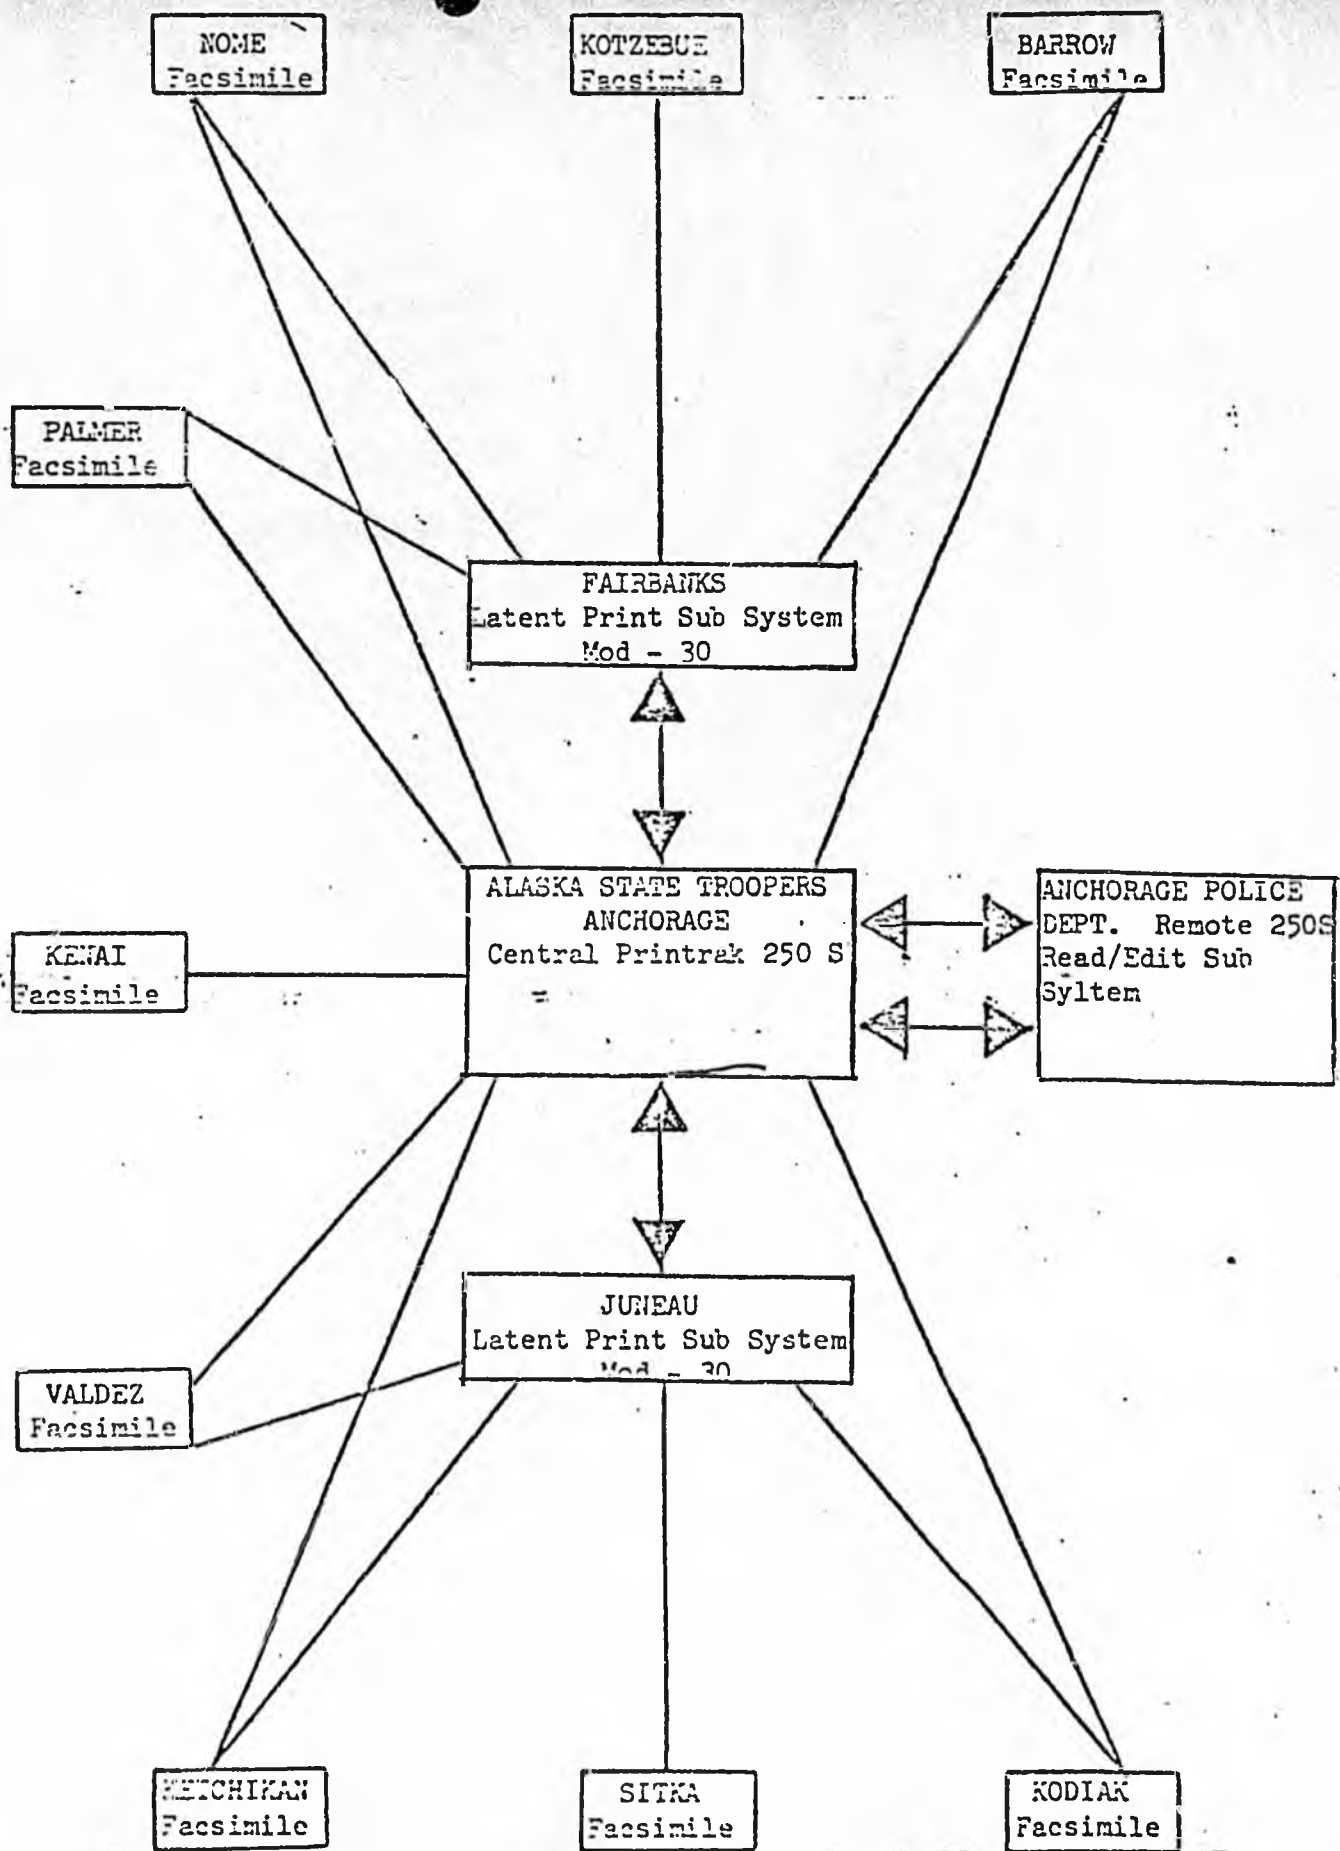 NOME
Facsimile
KOTZEBUE
Facsimile
BARROW
Facsimile
PALMER
Facsimile
FAIRBANKS
Latent Print Sub System
Mod - 30
ALASKA STATE TROOPERS
ANCHORAGE
Central Printrak 250 S
ANCHORAGE POLICE
DEPT. Remote 250S
Read/Edit Sub
Syltem
KENAI
Facsimile
JUNEAU
Latent Print Sub System
Mod - 30
VALDEZ
Facsimile
KETCHIKAN
Facsimile
SITKA
Facsimile
KODIAK
Facsimile